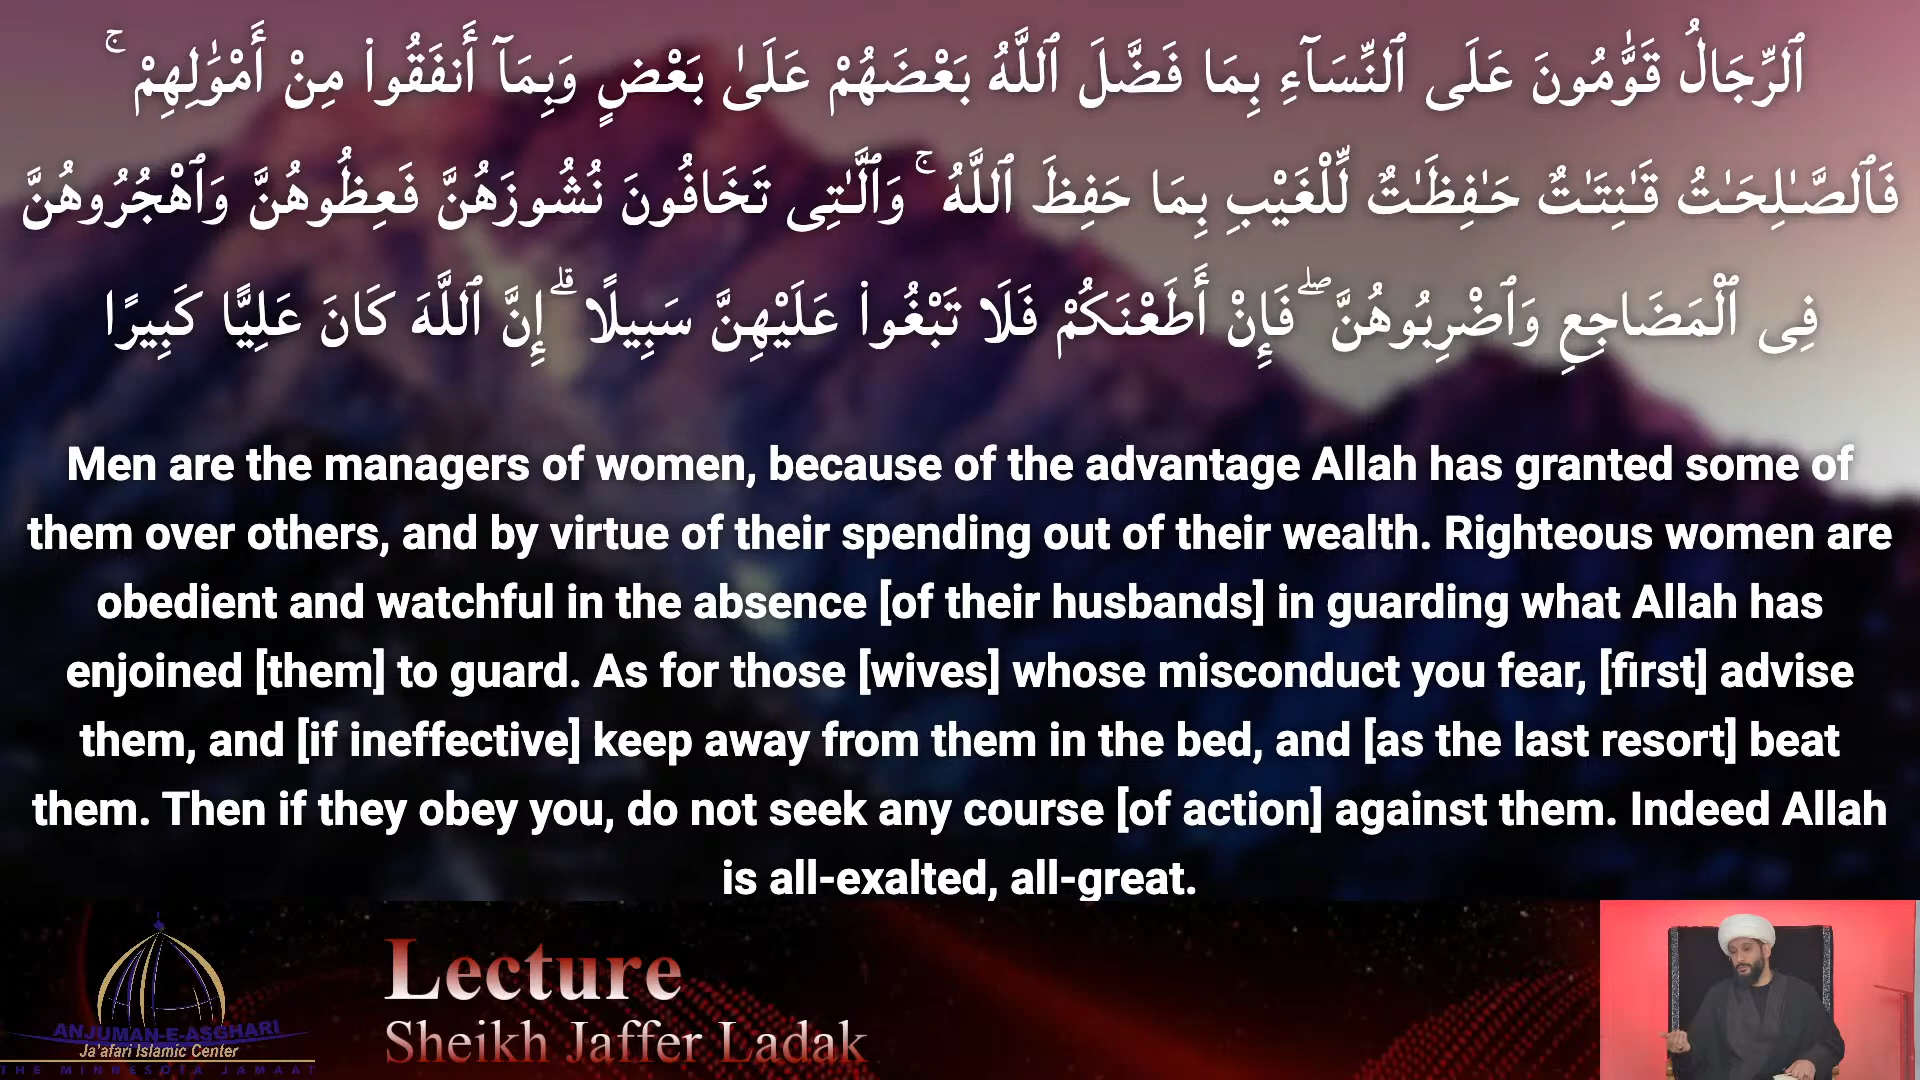 ٱلرِّجَالُ قَوَّٰمُونَ عَلَى ٱلنِّسَآءِ بِمَا فَضَّلَ ٱللَّهُ بَعْضَهُمْ عَلَىٰ بَعْضٍ وَبِمَآ أَنفَقُوا۟ مِنْ أَمْوَٰلِهِمْ ۚ
فَٱلصَّـٰلِحَـٰتُ قَـٰنِتَـٰتٌ حَـٰفِظَـٰتٌ لِّلْغَيْبِ بِمَا حَفِظَ ٱللَّهُ ۚ وَٱلَّـٰتِى تَخَافُونَ نُشُوزَهُنَّ فَعِظُوهُنَّ وَٱهْجُرُوهُنَّ
فِى ٱلْمَضَاجِعِ وَٱضْرِبُوهُنَّ ۖ فَإِنْ أَطَعْنَكُمْ فَلَا تَبْغُوا۟ عَلَيْهِنَّ سَبِيلًا ۗ إِنَّ ٱللَّهَ كَانَ عَلِيًّا كَبِيرًا
Men are the managers of women, because of the advantage Allah has granted some of
them over others, and by virtue of their spending out of their wealth. Righteous women are
obedient and watchful in the absence [of their husbands] in guarding what Allah has
enjoined [them] to guard. As for those [wives] whose misconduct you fear, [first] advise
them, and [if ineffective] keep away from them in the bed, and [as the last resort] beat
them. Then if they obey you, do not seek any course [of action] against them. Indeed Allah
is all-exalted, all-great.
Lecture
Sheikh Jaffer Ladak
ANJUMAN-E-ASGHARI
Ja'afari Islamic Center
THE MINNESOTA JAMAAT